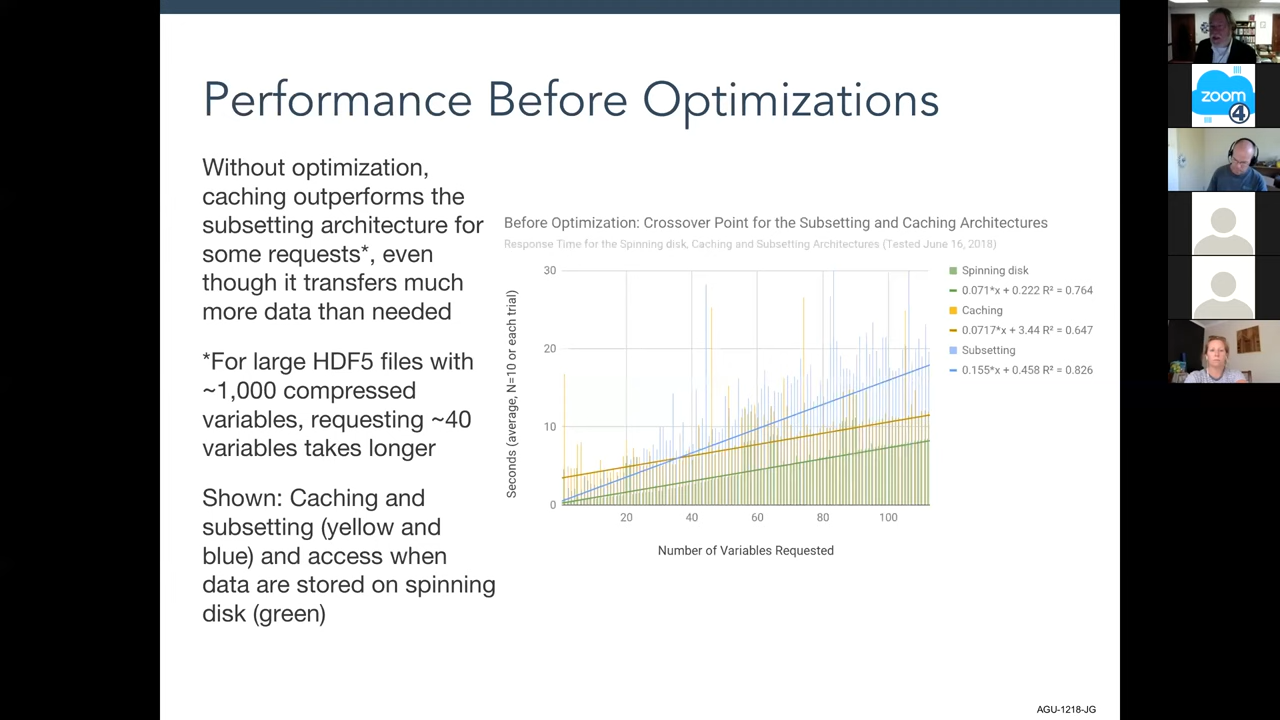 Performance Before Optimizations
Without optimization,
caching outperforms the
subsetting architecture for
some requests*, even
though it transfers much
more data than needed
*For large HDF5 files with
~1,000 compressed
variables, requesting ~40
variables takes longer
Shown: Caching and
subsetting (yellow and
blue) and access when
data are stored on spinning
disk (green)
Before Optimization: Crossover Point for the Subsetting and Caching Architectures
Response Time for the Spinning disk, Caching and Subsetting Architectures (Tested June 16, 2018)
Seconds (average, N=10 or each trial)
30
20
10
0
20 40 60 80 100
Number of Variables Requested
Spinning disk
0.071*x + 0.222 R² = 0.764
Caching
0.0717*x + 3.44 R² = 0.647
Subsetting
0.155*x + 0.458 R² = 0.826
AGU-1218-JG
zoom
4